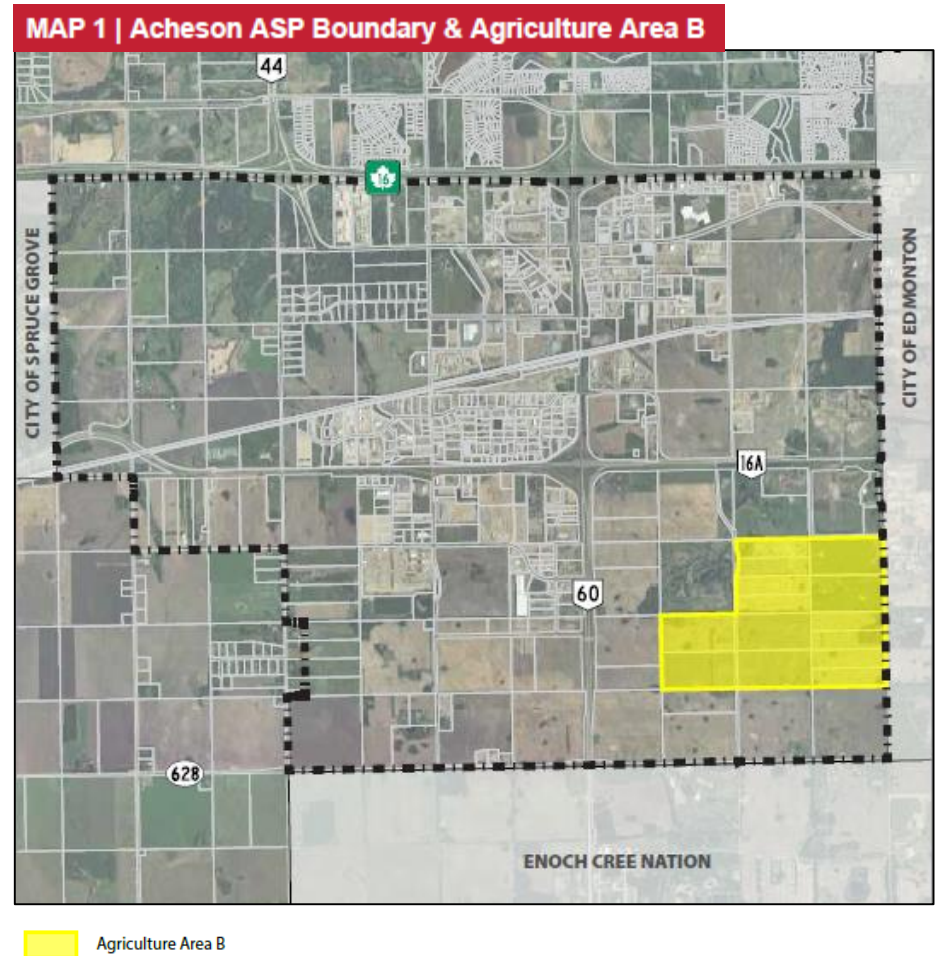 MAP 1 | Acheson ASP Boundary & Agriculture Area B
44
16
CITY OF SPRUCE GROVE
CITY OF EDMONTON
16A
60
628
ENOCH CREE NATION
Agriculture Area B